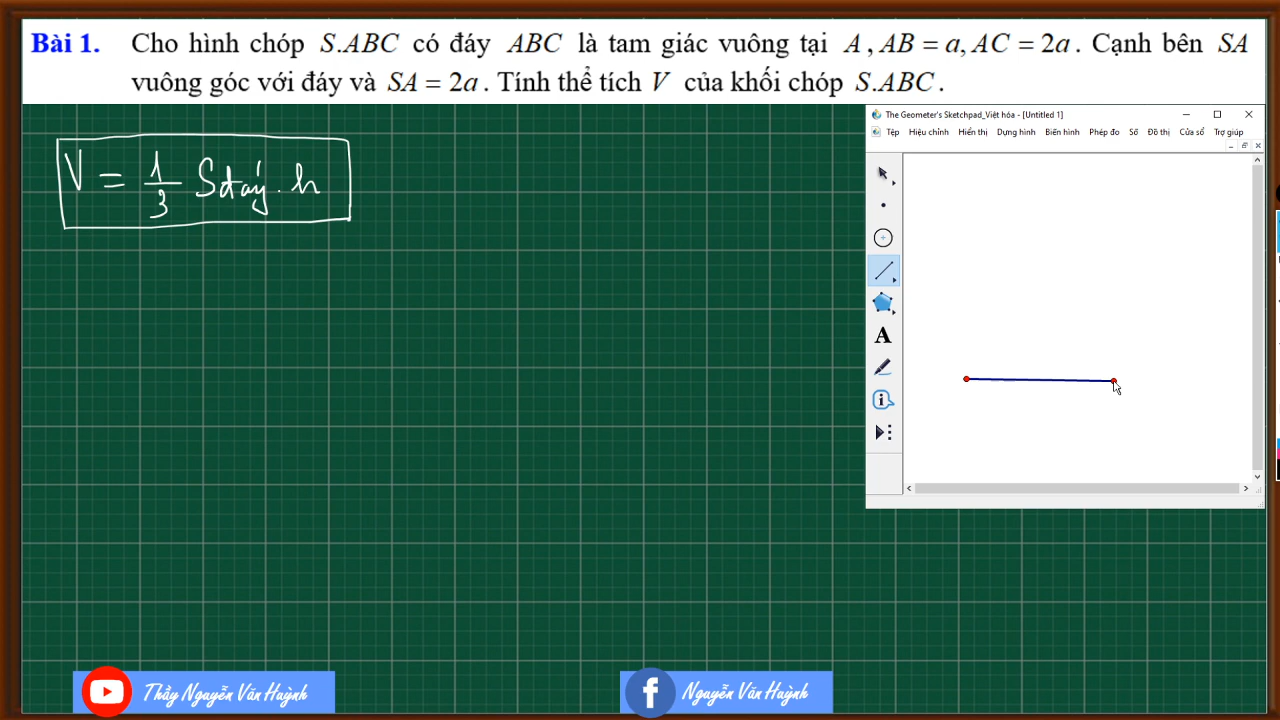 Bài 1. Cho hình chóp S.ABC có đáy ABC là tam giác vuông tại A, AB = a, AC = 2a. Cạnh bên SA
vuông góc với đáy và SA = 2a. Tính thể tích V của khối chóp S.ABC.
V = 1/3 Sđáy . h
The Geometer's Sketchpad_Việt hóa - [Untitled 1]
Tệp Hiệu chỉnh Hiển thị Dựng hình Biến hình Phép đo Số Đồ thị Cửa sổ Trợ giúp
A
i
Thầy Nguyễn Văn Huỳnh
f Nguyễn Văn Huỳnh